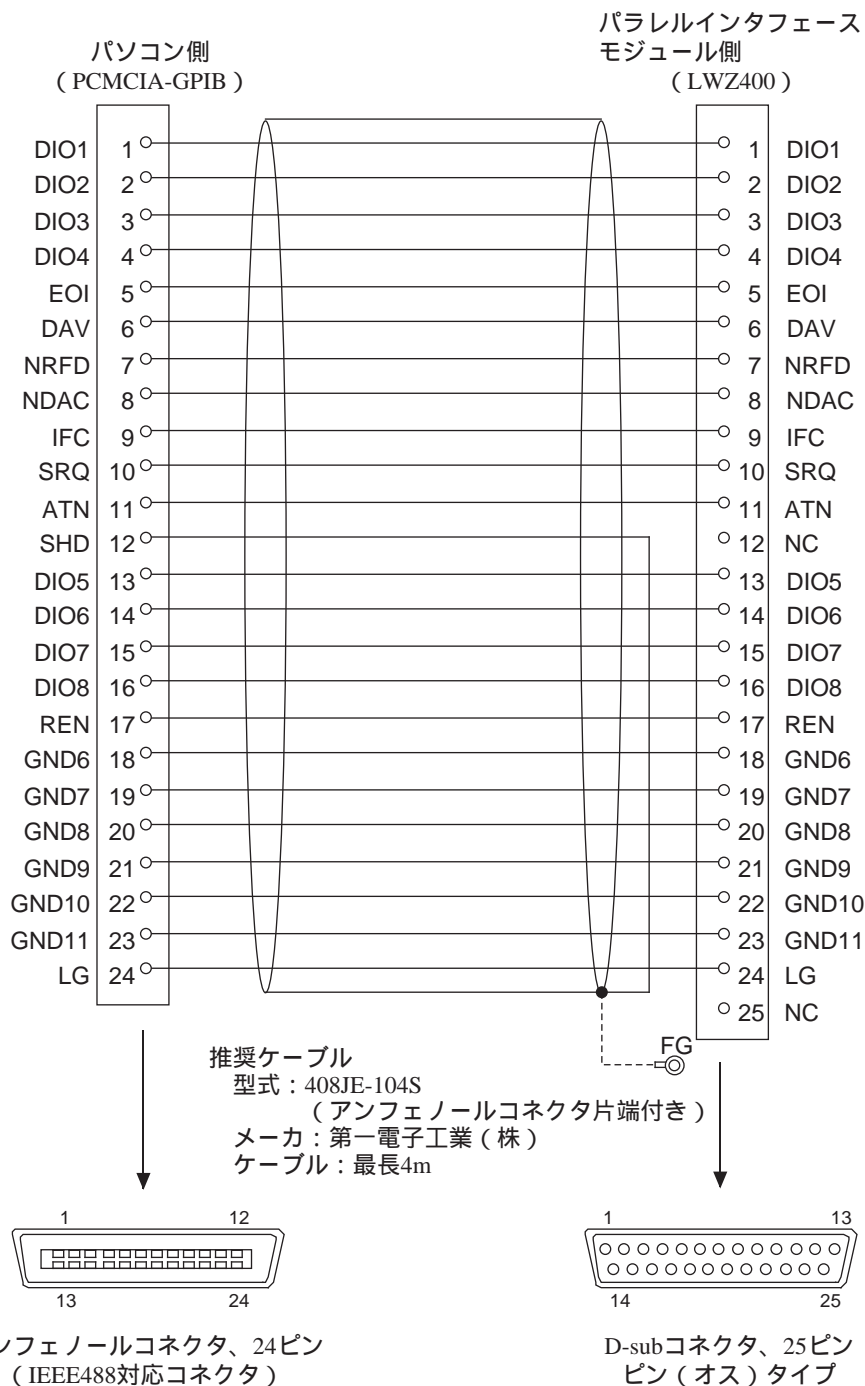 パソコン側
（PCMCIA-GPIB）
パラレルインタフェース
モジュール側
（LWZ400）
DIO1 1 1 DIO1
DIO2 2 2 DIO2
DIO3 3 3 DIO3
DIO4 4 4 DIO4
EOI 5 5 EOI
DAV 6 6 DAV
NRFD 7 7 NRFD
NDAC 8 8 NDAC
IFC 9 9 IFC
SRQ 10 10 SRQ
ATN 11 11 ATN
SHD 12 12 NC
DIO5 13 13 DIO5
DIO6 14 14 DIO6
DIO7 15 15 DIO7
DIO8 16 16 DIO8
REN 17 17 REN
GND6 18 18 GND6
GND7 19 19 GND7
GND8 20 20 GND8
GND9 21 21 GND9
GND10 22 22 GND10
GND11 23 23 GND11
LG 24 24 LG
25 NC
FG
推奨ケーブル
型式：408JE-104S
（アンフェノールコネクタ片端付き）
メーカ：第一電子工業（株）
ケーブル：最長4m
1 12
13 24
ンフェノールコネクタ、24ピン
（IEEE488対応コネクタ）
1 13
14 25
D-subコネクタ、25ピン
ピン（オス）タイプ